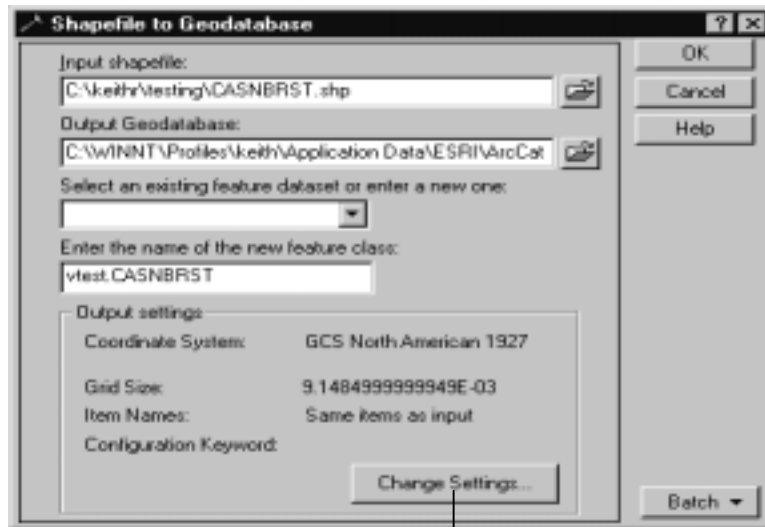 Shapefile to Geodatabase
Input shapefile:
C:\keithr\testing\CASNBRST.shp
Output Geodatabase:
C:\WINNT\Profiles\keith\Application Data\ESRI\ArcCat
Select an existing feature dataset or enter a new one:
Enter the name of the new feature class:
vtest.CASNBRST
Output settings
Coordinate System: GCS North American 1927
Grid Size: 9.1484999999949E-03
Item Names: Same items as input
Configuration Keyword:
Change Settings...
OK
Cancel
Help
Batch